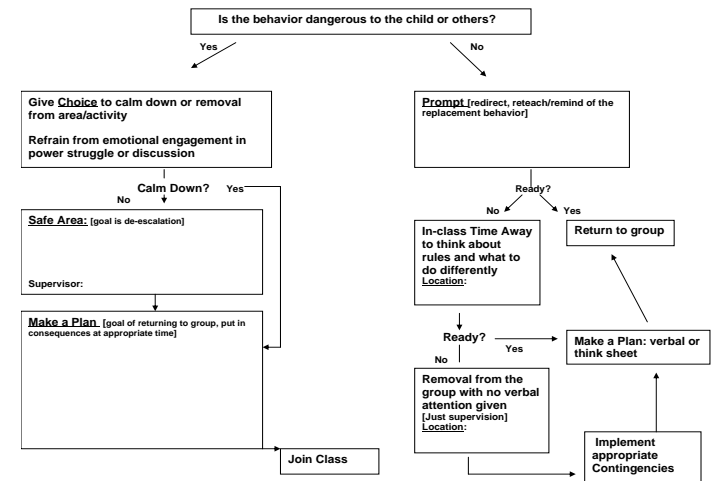 Is the behavior dangerous to the child or others?
Yes
No
Give Choice to calm down or removal
from area/activity
Refrain from emotional engagement in
power struggle or discussion
Calm Down?
Yes
No
Safe Area: [goal is de-escalation]
Supervisor:
Make a Plan [goal of returning to group, put in
consequences at appropriate time]
Join Class
Prompt [redirect, reteach/remind of the
replacement behavior]
Ready?
No
Yes
In-class Time Away
to think about
rules and what to
do differently
Location:
Return to group
Ready?
Yes
No
Make a Plan: verbal or
think sheet
Removal from the
group with no verbal
attention given
[Just supervision]
Location:
Implement
appropriate
Contingencies